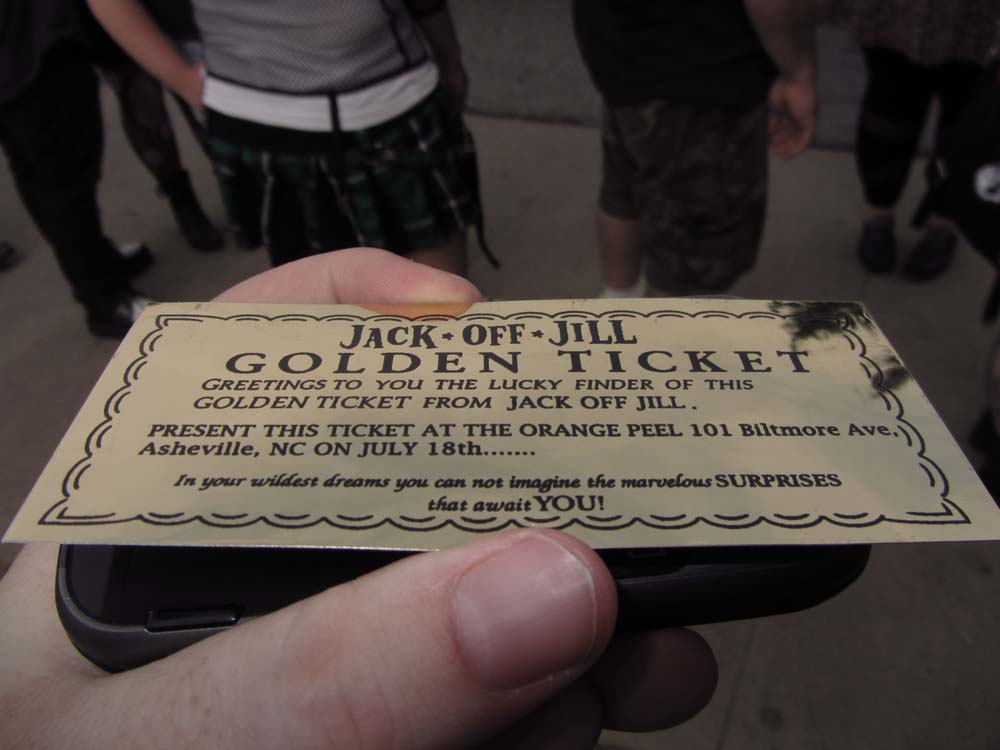 JACK★OFF★JILL
GOLDEN TICKET
GREETINGS TO YOU THE LUCKY FINDER OF THIS
GOLDEN TICKET FROM JACK OFF JILL.
PRESENT THIS TICKET AT THE ORANGE PEEL 101 Biltmore Ave,
Asheville, NC ON JULY 18th.......
In your wildest dreams you can not imagine the marvelous SURPRISES
that await YOU!